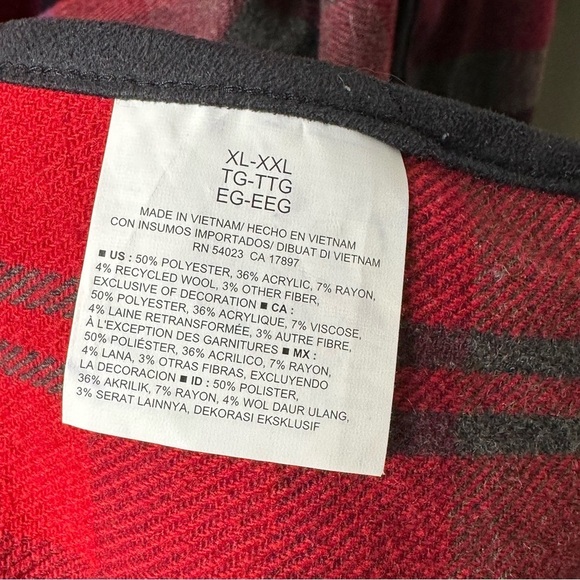 XL-XXL
TG-TTG
EG-EEG
MADE IN VIETNAM/ HECHO EN VIETNAM
CON INSUMOS IMPORTADOS/ DIBUAT DI VIETNAM
RN 54023 CA 17897
■ US : 50% POLYESTER, 36% ACRYLIC, 7% RAYON,
4% RECYCLED WOOL, 3% OTHER FIBER,
EXCLUSIVE OF DECORATION ■ CA :
50% POLYESTER, 36% ACRYLIQUE, 7% VISCOSE,
4% LAINE RETRANSFORMÉE, 3% AUTRE FIBRE,
À L'EXCEPTION DES GARNITURES ■ MX :
50% POLIÉSTER, 36% ACRILICO, 7% RAYON,
4% LANA, 3% OTRAS FIBRAS, EXCLUYENDO
LA DECORACION ■ ID : 50% POLISTER,
36% AKRILIK, 7% RAYON, 4% WOL DAUR ULANG,
3% SERAT LAINNYA, DEKORASI EKSKLUSIF